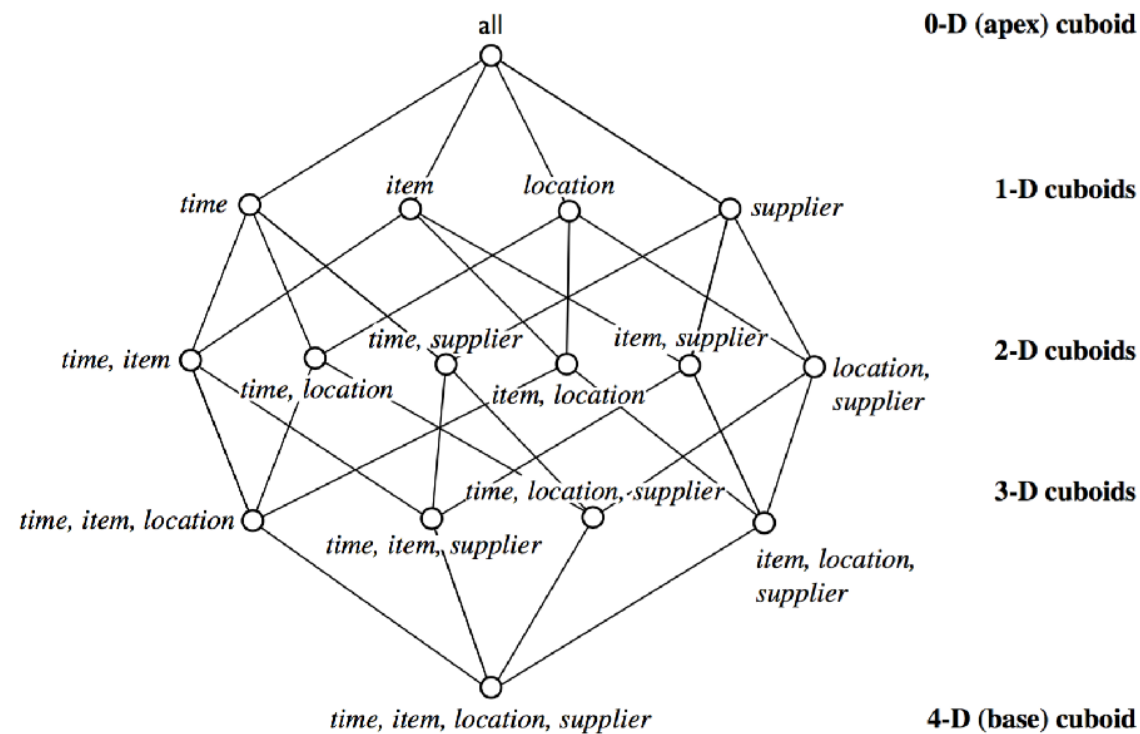 all
0-D (apex) cuboid
time
item
location
supplier
1-D cuboids
time, item
time, location
time, supplier
item, location
item, supplier
location,
supplier
2-D cuboids
time, item, location
time, item, supplier
time, location, supplier
item, location,
supplier
3-D cuboids
time, item, location, supplier
4-D (base) cuboid